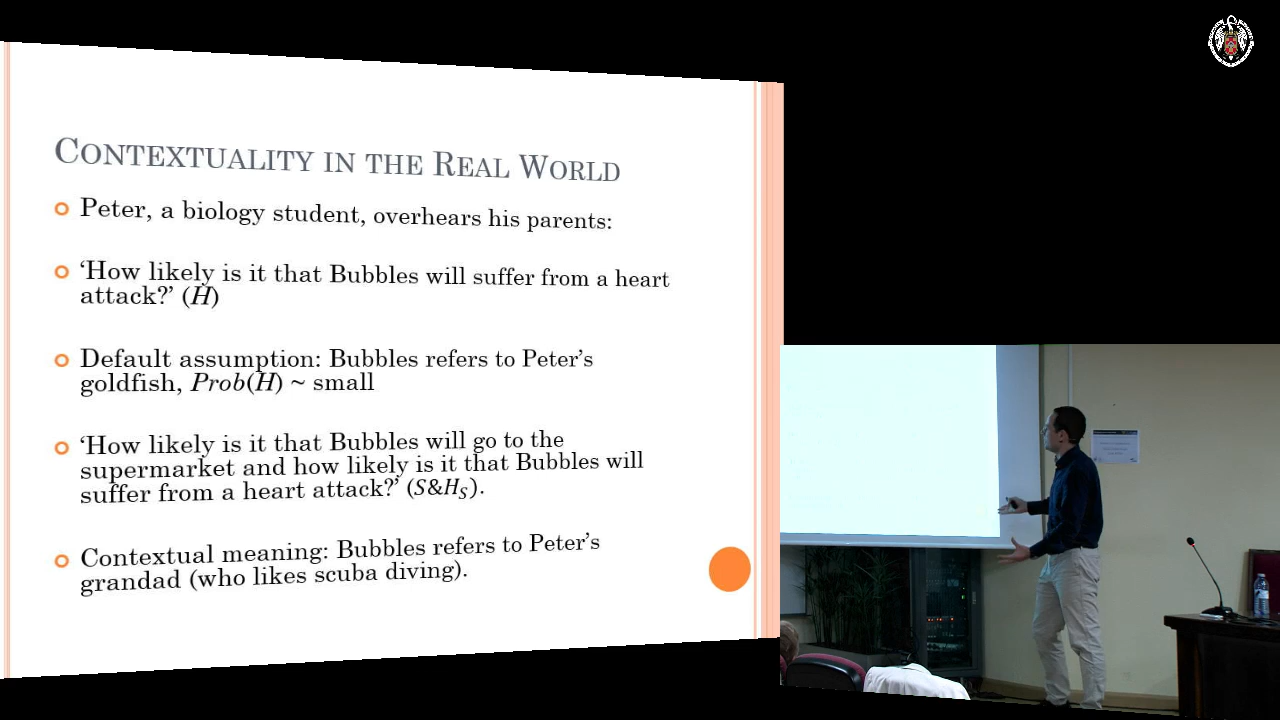 CONTEXTUALITY IN THE REAL WORLD
Peter, a biology student, overhears his parents:
‘How likely is it that Bubbles will suffer from a heart
attack?’ (H)
Default assumption: Bubbles refers to Peter’s
goldfish, Prob(H) ~ small
‘How likely is it that Bubbles will go to the
supermarket and how likely is it that Bubbles will
suffer from a heart attack?’ (S&H_S).
Contextual meaning: Bubbles refers to Peter’s
grandad (who likes scuba diving).